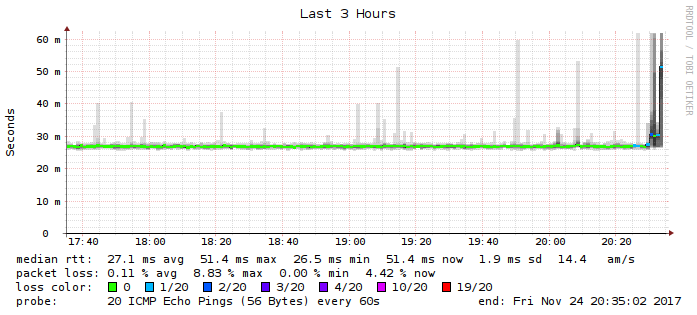 Last 3 Hours
RRDTOOL / TOBI OETIKER
Seconds
60 m
50 m
40 m
30 m
20 m
10 m
0
17:40 18:00 18:20 18:40 19:00 19:20 19:40 20:00 20:20
median rtt: 27.1 ms avg 51.4 ms max 26.5 ms min 51.4 ms now 1.9 ms sd 14.4 am/s
packet loss: 0.11 % avg 8.83 % max 0.00 % min 4.42 % now
loss color: 0 1/20 2/20 3/20 4/20 10/20 19/20
probe: 20 ICMP Echo Pings (56 Bytes) every 60s end: Fri Nov 24 20:35:02 2017